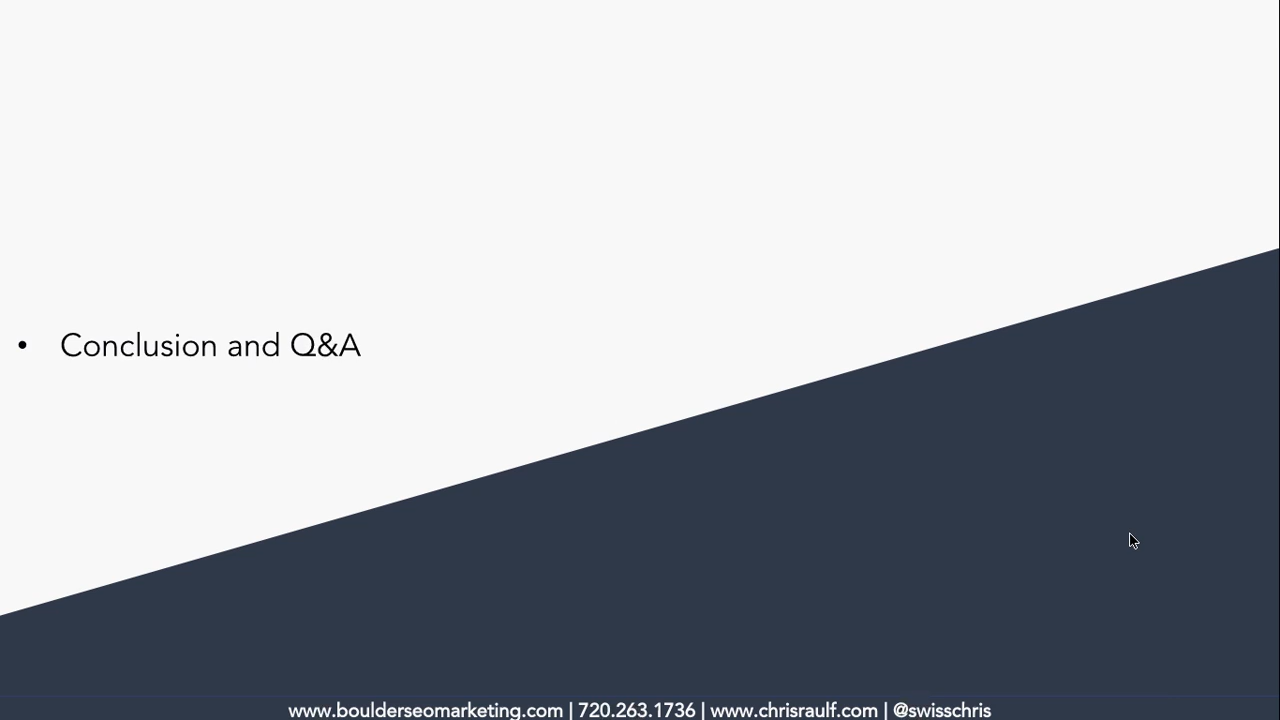 • Conclusion and Q&A
www.boulderseomarketing.com | 720.263.1736 | www.chrisraulf.com | @swisschris